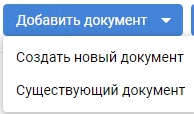 Добавить документ
Создать новый документ
Существующий документ